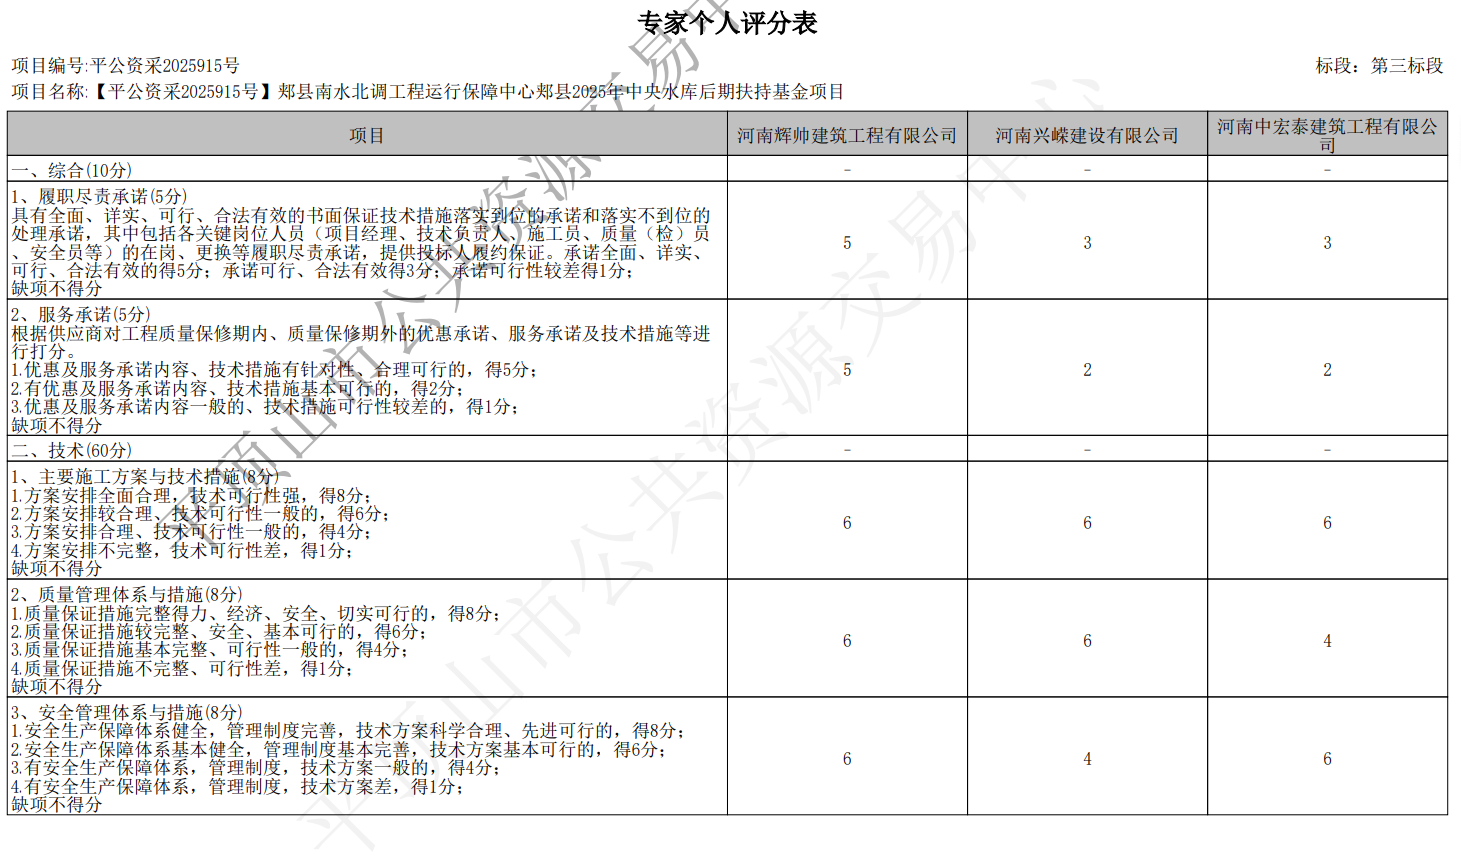 专家个人评分表
项目编号:平公资采2025915号
标段：第三标段
项目名称:【平公资采2025915号】郏县南水北调工程运行保障中心郏县2025年中央水库后期扶持基金项目
项目
河南辉帅建筑工程有限公司
河南兴嵘建设有限公司
河南中宏泰建筑工程有限公
司
一、综合(10分)
-
-
-
1、履职尽责承诺(5分)
具有全面、详实、可行、合法有效的书面保证技术措施落实到位的承诺和落实不到位的
处理承诺，其中包括各关键岗位人员（项目经理、技术负责人、施工员、质量（检）员
、安全员等）的在岗、更换等履职尽责承诺，提供投标人履约保证。承诺全面、详实、
可行、合法有效的得5分；承诺可行、合法有效得3分；承诺可行性较差得1分；
缺项不得分
5
3
3
2、服务承诺(5分)
根据供应商对工程质量保修期内、质量保修期外的优惠承诺、服务承诺及技术措施等进
行打分。
1.优惠及服务承诺内容、技术措施有针对性、合理可行的，得5分；
2.有优惠及服务承诺内容、技术措施基本可行的，得2分；
3.优惠及服务承诺内容一般的、技术措施可行性较差的，得1分；
缺项不得分
5
2
2
二、技术(60分)
-
-
-
1、主要施工方案与技术措施(8分)
1.方案安排全面合理，技术可行性强，得8分；
2.方案安排较合理、技术可行性一般的，得6分；
3.方案安排合理、技术可行性一般的，得4分；
4.方案安排不完整，技术可行性差，得1分；
缺项不得分
6
6
6
2、质量管理体系与措施(8分)
1.质量保证措施完整得力、经济、安全、切实可行的，得8分；
2.质量保证措施较完整、安全、基本可行的，得6分；
3.质量保证措施基本完整、可行性一般的，得4分；
4.质量保证措施不完整、可行性差，得1分；
缺项不得分
6
6
4
3、安全管理体系与措施(8分)
1.安全生产保障体系健全，管理制度完善，技术方案科学合理、先进可行的，得8分；
2.安全生产保障体系基本健全，管理制度基本完善，技术方案基本可行的，得6分；
3.有安全生产保障体系，管理制度，技术方案一般的，得4分；
4.有安全生产保障体系，管理制度，技术方案差，得1分；
缺项不得分
6
4
6
平顶山市公共资源交易中
平顶山市公共资源交易中心